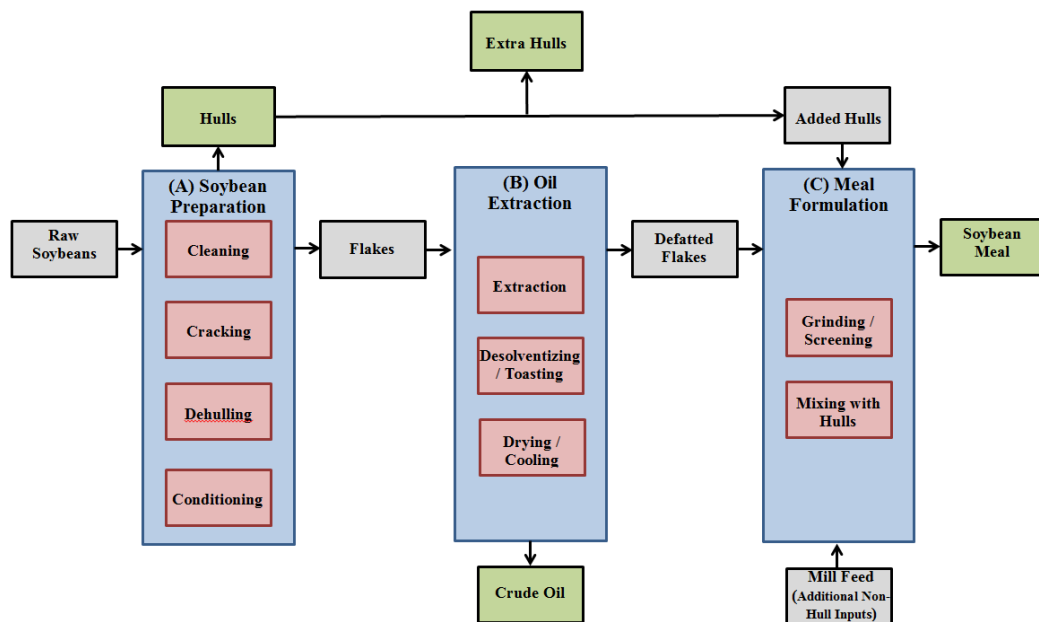 Extra Hulls
Hulls
Added Hulls
(A) Soybean
Preparation
(B) Oil
Extraction
(C) Meal
Formulation
Raw
Soybeans
Cleaning
Flakes
Defatted
Flakes
Soybean
Meal
Extraction
Cracking
Grinding /
Screening
Desolventizing
/ Toasting
Dehulling
Mixing with
Hulls
Drying /
Cooling
Conditioning
Crude Oil
Mill Feed
(Additional Non-
Hull Inputs)